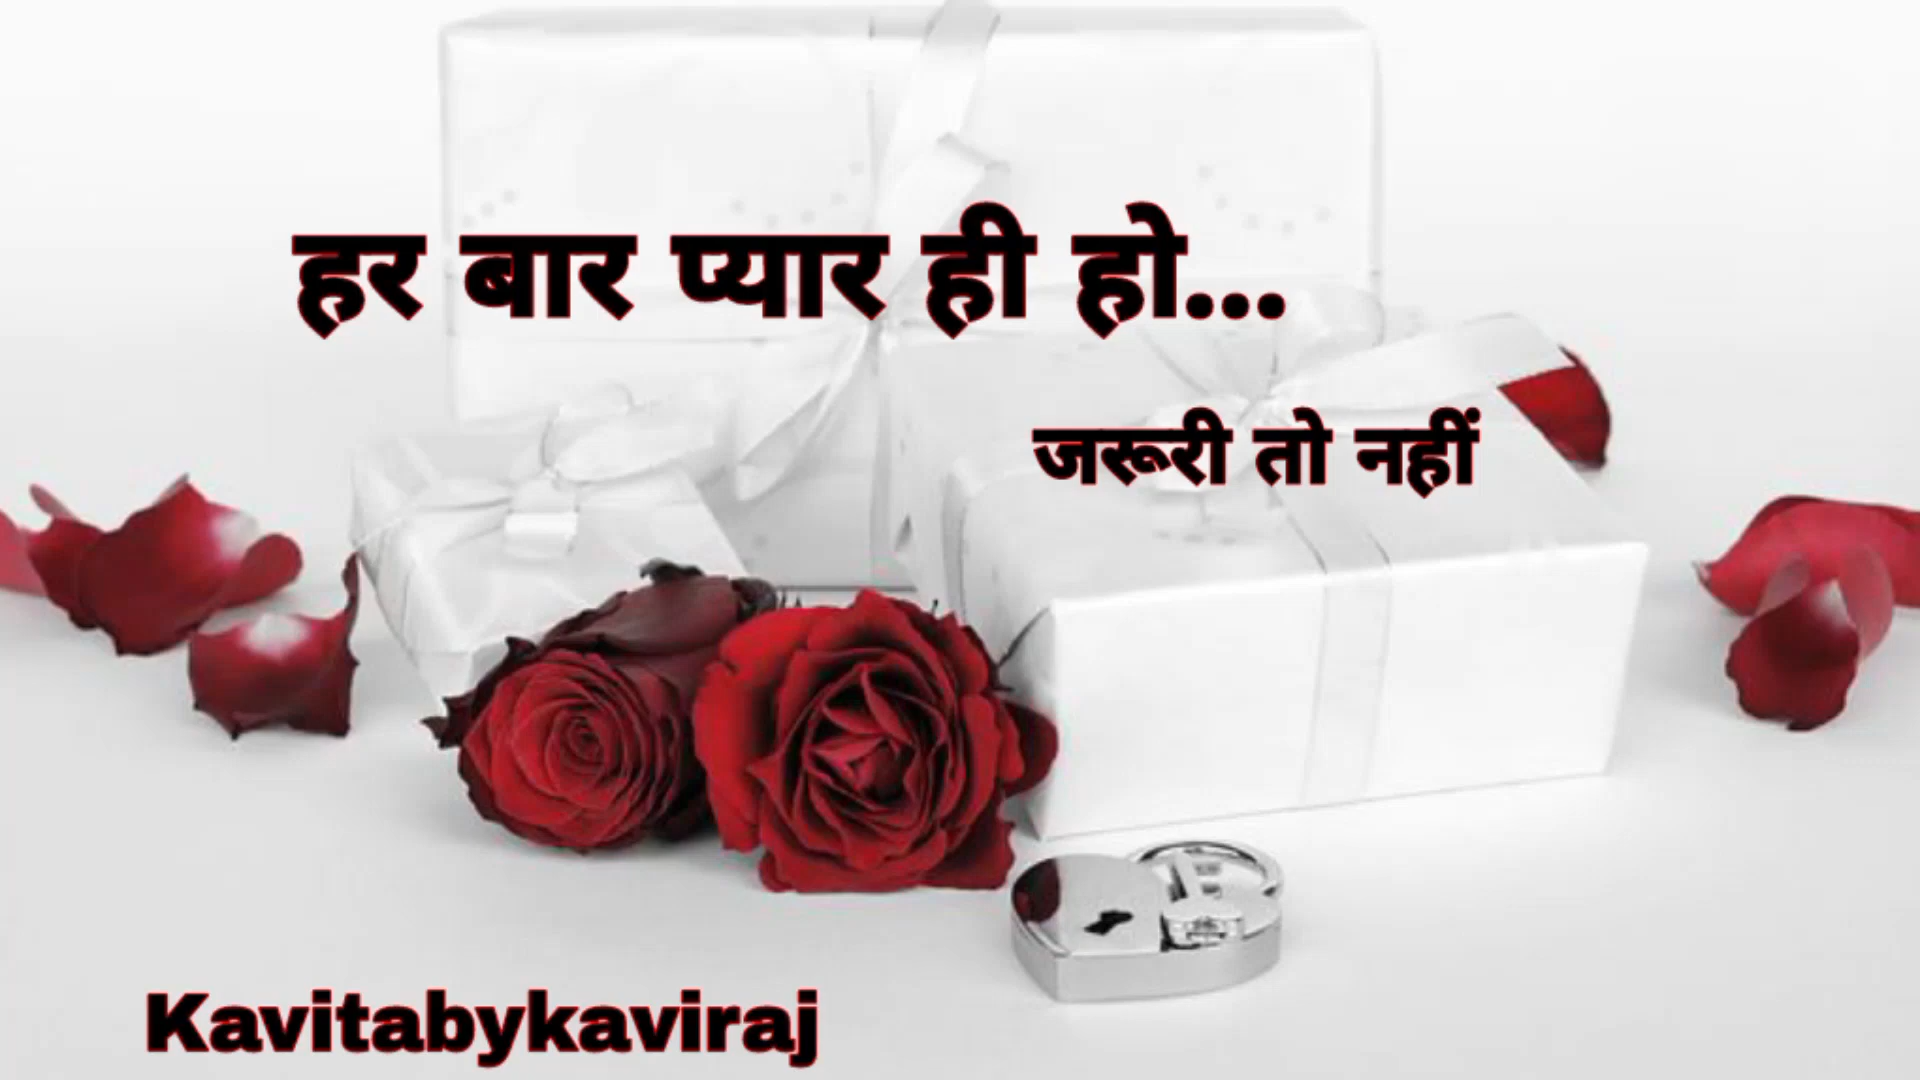 हर बार प्यार ही हो...
जरूरी तो नहीं
Kavitabykaviraj